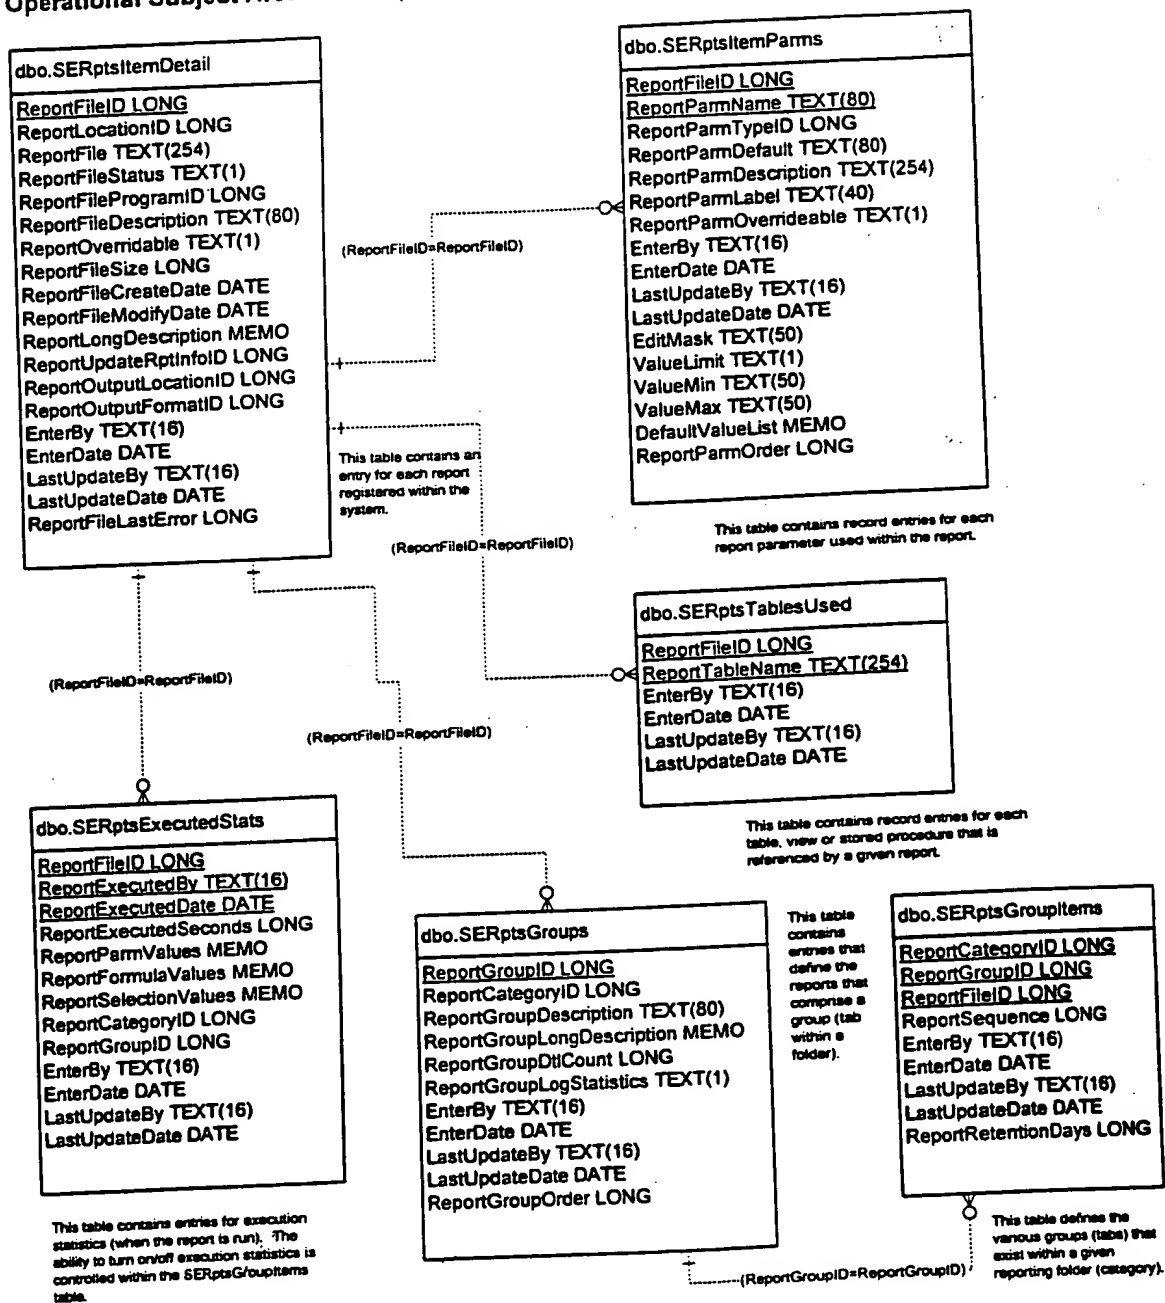 dbo.SERptsItemDetail
ReportFileID LONG
ReportLocationID LONG
ReportFile TEXT(254)
ReportFileStatus TEXT(1)
ReportFileProgramID LONG
ReportFileDescription TEXT(80)
ReportOverridable TEXT(1)
ReportFileSize LONG
ReportFileCreateDate DATE
ReportFileModifyDate DATE
ReportLongDescription MEMO
ReportUpdateRptInfoID LONG
ReportOutputLocationID LONG
ReportOutputFormatID LONG
EnterBy TEXT(16)
EnterDate DATE
LastUpdateBy TEXT(16)
LastUpdateDate DATE
ReportFileLastError LONG
This table contains an
entry for each report
registered within the
system.
(ReportFileID=ReportFileID)
dbo.SERptsItemParms
ReportFileID LONG
ReportParmName TEXT(80)
ReportParmTypeID LONG
ReportParmDefault TEXT(80)
ReportParmDescription TEXT(254)
ReportParmLabel TEXT(40)
ReportParmOverrideable TEXT(1)
EnterBy TEXT(16)
EnterDate DATE
LastUpdateBy TEXT(16)
LastUpdateDate DATE
EditMask TEXT(50)
ValueLimit TEXT(1)
ValueMin TEXT(50)
ValueMax TEXT(50)
DefaultValueList MEMO
ReportParmOrder LONG
This table contains record entries for each
report parameter used within the report.
(ReportFileID=ReportFileID)
dbo.SERptsTablesUsed
ReportFileID LONG
ReportTableName TEXT(254)
EnterBy TEXT(16)
EnterDate DATE
LastUpdateBy TEXT(16)
LastUpdateDate DATE
This table contains record entries for each
table, view or stored procedure that is
referenced by a given report.
(ReportFileID=ReportFileID)
(ReportFileID=ReportFileID)
dbo.SERptsExecutedStats
ReportFileID LONG
ReportExecutedBy TEXT(16)
ReportExecutedDate DATE
ReportExecutedSeconds LONG
ReportParmValues MEMO
ReportFormulaValues MEMO
ReportSelectionValues MEMO
ReportCategoryID LONG
ReportGroupID LONG
EnterBy TEXT(16)
EnterDate DATE
LastUpdateBy TEXT(16)
LastUpdateDate DATE
This table contains entries for execution
statistics (when the report is run). The
ability to turn on/off execution statistics is
controlled within the SERptsGroupItems
table.
dbo.SERptsGroups
ReportGroupID LONG
ReportCategoryID LONG
ReportGroupDescription TEXT(80)
ReportGroupLongDescription MEMO
ReportGroupDtlCount LONG
ReportGroupLogStatistics TEXT(1)
EnterBy TEXT(16)
EnterDate DATE
LastUpdateBy TEXT(16)
LastUpdateDate DATE
ReportGroupOrder LONG
This table
contains
entries that
define the
reports that
comprise a
group (tab
within a
folder).
dbo.SERptsGroupItems
ReportCategoryID LONG
ReportGroupID LONG
ReportFileID LONG
ReportSequence LONG
EnterBy TEXT(16)
EnterDate DATE
LastUpdateBy TEXT(16)
LastUpdateDate DATE
ReportRetentionDays LONG
This table defines the
various groups (tabs) that
exist within a given
reporting folder (category).
(ReportGroupID=ReportGroupID)